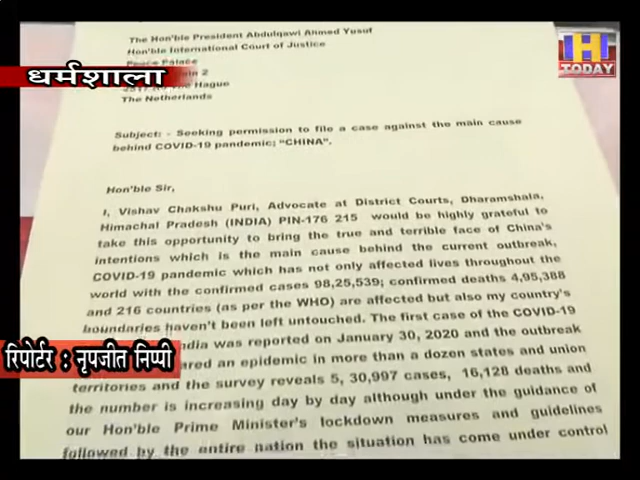 The Hon'ble President Abdulqawi Ahmed Yusuf
Hon'ble International Court of Justice
Peace Palace
2
The Hague
The Netherlands
H
TODAY
धर्मशाला
Subject: - Seeking permission to file a case against the main cause
behind COVID-19 pandemic; "CHINA".
Hon'ble Sir,
I, Vishav Chakshu Puri, Advocate at District Courts, Dharamshala,
Himachal Pradesh (INDIA) PIN-176 215 would be highly grateful to
take this opportunity to bring the true and terrible face of China's
intentions which is the main cause behind the current outbreak,
COVID-19 pandemic which has not only affected lives throughout the
world with the confirmed cases 98,25,539; confirmed deaths 4,95,388
and 216 countries (as per the WHO) are affected but also my country's
boundaries haven't been left untouched. The first case of the COVID-19
India was reported on January 30, 2020 and the outbreak
an epidemic in more than a dozen states and union
territories and the survey reveals 5, 30,997 cases, 16,128 deaths and
the number is increasing day by day although under the guidance of
our Hon'ble Prime Minister's lockdown measures and guidelines
followed by the entire nation the situation has come under control
रिपोर्टर : नृपजीत निप्पी